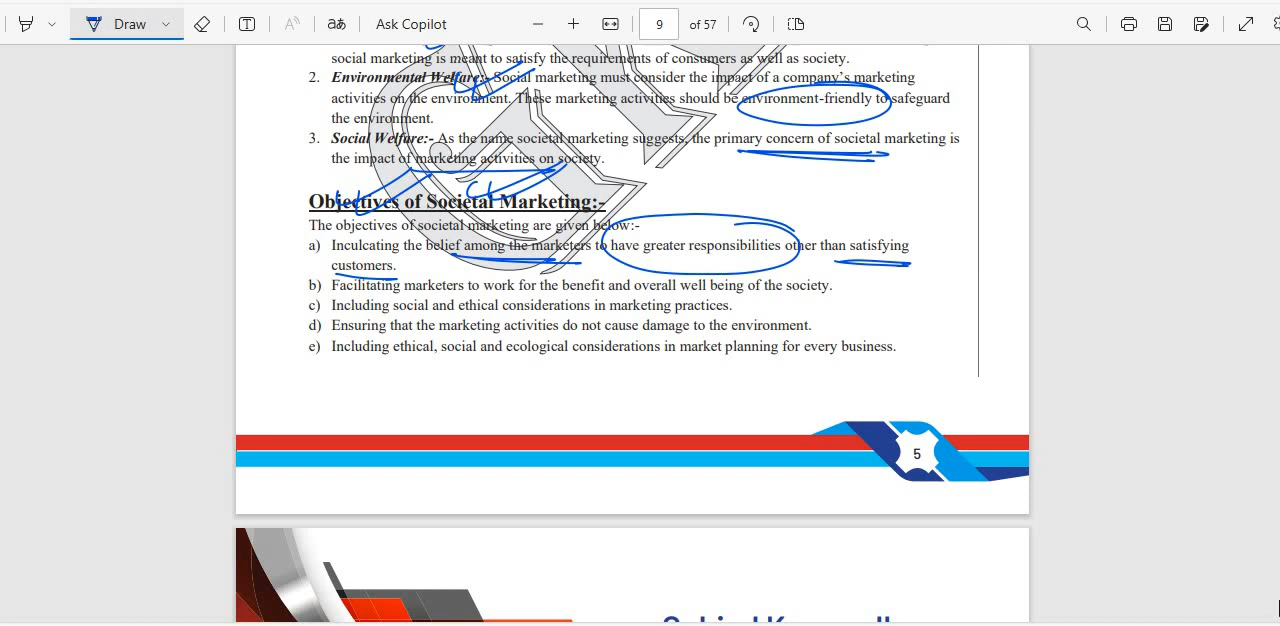 Draw
Ask Copilot
9 of 57
social marketing is meant to satisfy the requirements of consumers as well as society.
2. Environmental Welfare:- Social marketing must consider the impact of a company's marketing
activities on the environment. These marketing activities should be environment-friendly to safeguard
the environment.
3. Social Welfare:- As the name societal marketing suggests, the primary concern of societal marketing is
the impact of marketing activities on society.
Objectives of Societal Marketing:-
The objectives of societal marketing are given below:-
a) Inculcating the belief among the marketers to have greater responsibilities other than satisfying
customers.
b) Facilitating marketers to work for the benefit and overall well being of the society.
c) Including social and ethical considerations in marketing practices.
d) Ensuring that the marketing activities do not cause damage to the environment.
e) Including ethical, social and ecological considerations in market planning for every business.
5